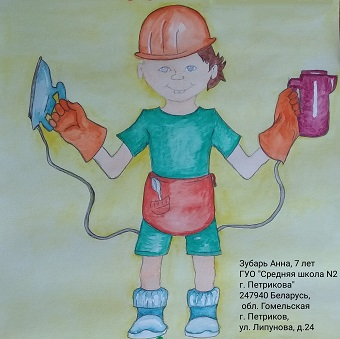 Зубарь Анна, 7 лет
ГУО "Средняя школа N2
г. Петрикова"
247940 Беларусь,
обл. Гомельская
г. Петриков,
ул. Липунова, д.24